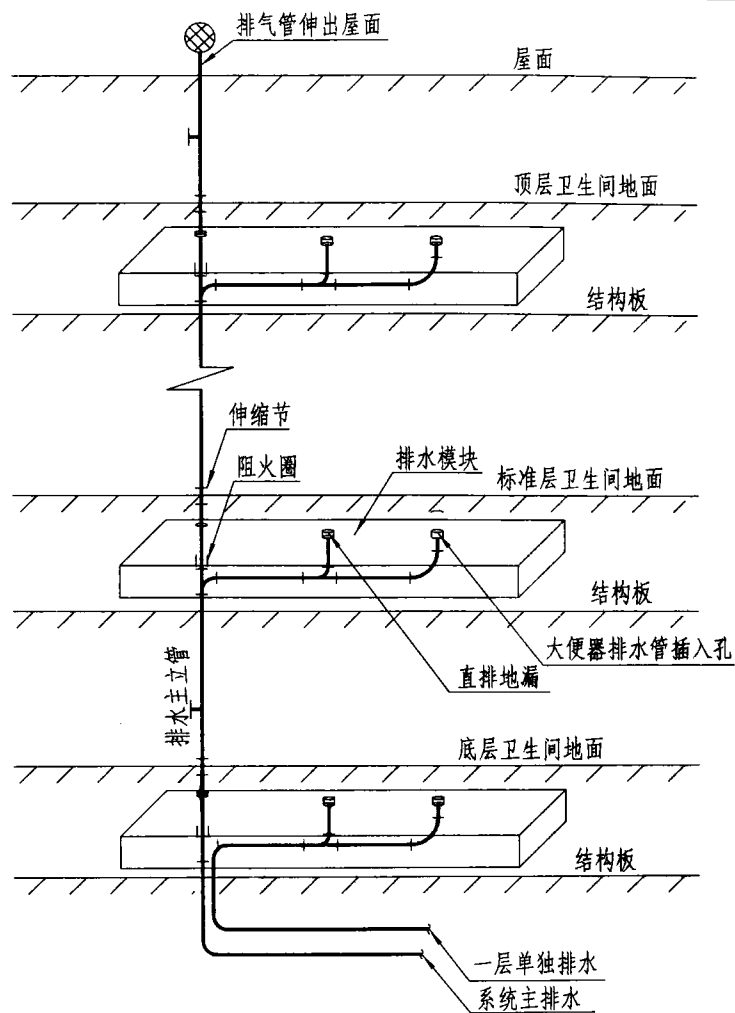 排气管伸出屋面
屋面
顶层卫生间地面
结构板
伸缩节
阻火圈
排水模块
标准层卫生间地面
结构板
大便器排水管插入孔
直排地漏
排水主立管
底层卫生间地面
结构板
一层单独排水
系统主排水